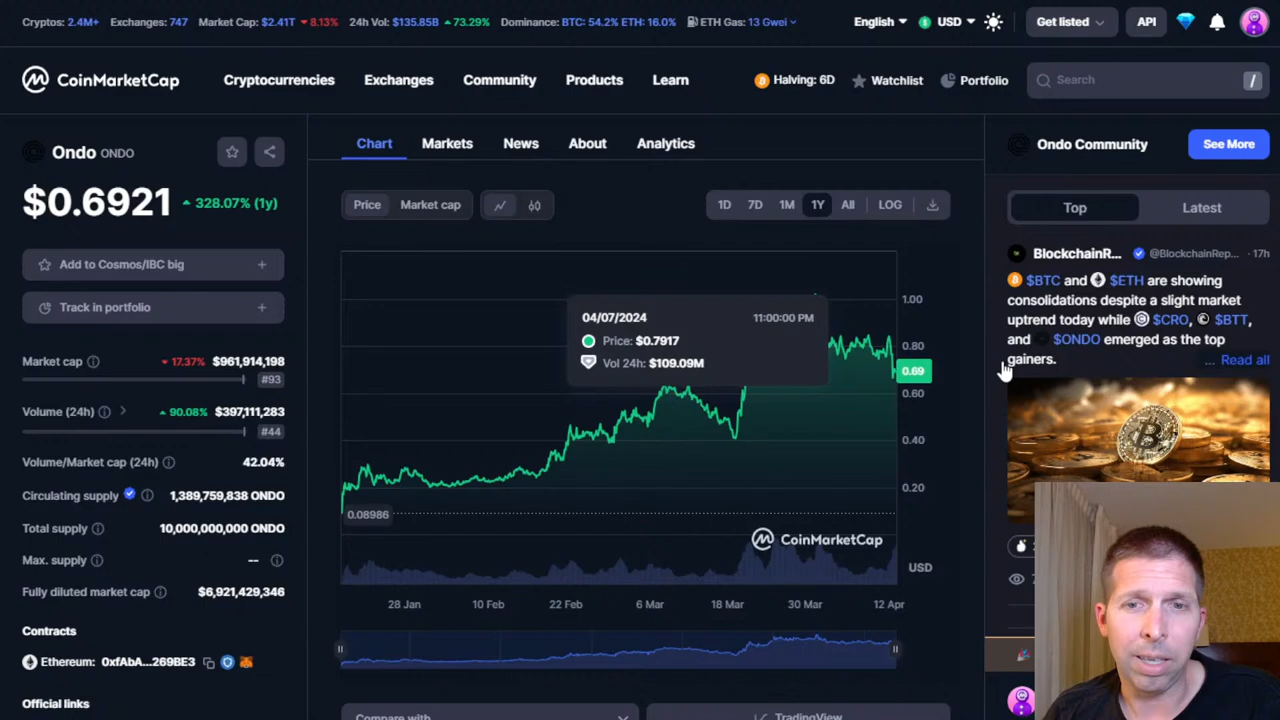 Cryptos: 2.4M+ Exchanges: 747 Market Cap: $2.41T 8.13% 24h Vol: $135.85B 73.29% Dominance: BTC: 54.2% ETH: 16.0% ETH Gas: 13 Gwei English USD Get listed API
CoinMarketCap Cryptocurrencies Exchanges Community Products Learn Halving: 6D Watchlist Portfolio Search /
Ondo ONDO
$0.6921 328.07% (1y)
Add to Cosmos/IBC big +
Track in portfolio +
Market cap 17.37% $961,914,198
#93
Volume (24h) 90.08% $397,111,283
#44
Volume/Market cap (24h) 42.04%
Circulating supply 1,389,759,838 ONDO
Total supply 10,000,000,000 ONDO
Max. supply --
Fully diluted market cap $6,921,429,346
Contracts
Ethereum: 0xfAbA...269BE3
Official links
Chart Markets News About Analytics
Price Market cap 1D 7D 1M 1Y All LOG
04/07/2024 11:00:00 PM
Price: $0.7917
Vol 24h: $109.09M
1.00
0.80
0.69
0.60
0.40
0.20
0.08986
CoinMarketCap
USD
28 Jan 10 Feb 22 Feb 6 Mar 18 Mar 30 Mar 12 Apr
Compare with TradingView
Ondo Community See More
Top Latest
BlockchainR... @BlockchainRep... · 17h
$BTC and $ETH are showing
consolidations despite a slight market
uptrend today while $CRO, $BTT,
and $ONDO emerged as the top
gainers. ... Read all